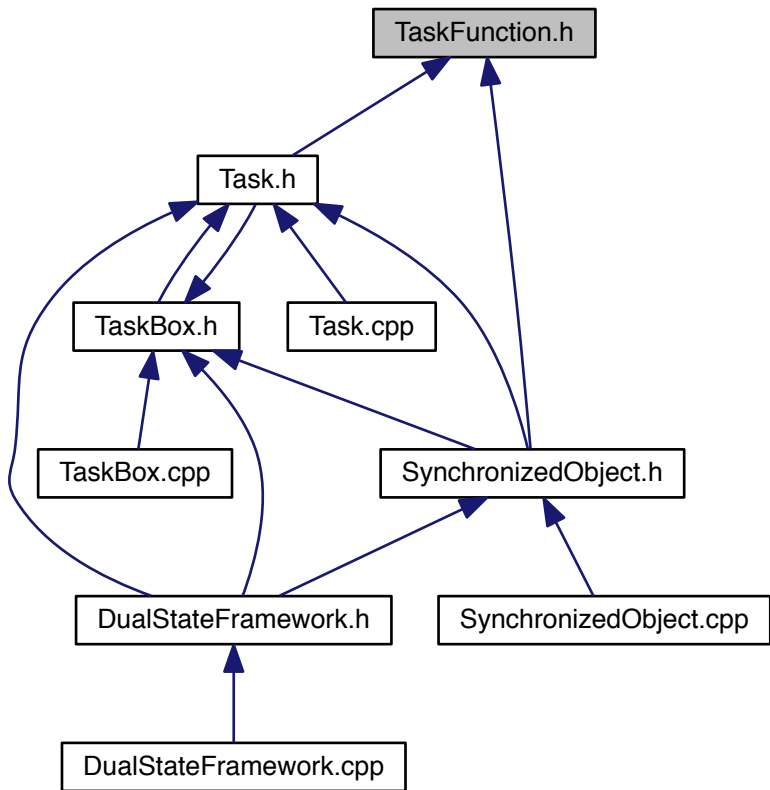 TaskFunction.h
Task.h
TaskBox.h
Task.cpp
TaskBox.cpp
SynchronizedObject.h
DualStateFramework.h
SynchronizedObject.cpp
DualStateFramework.cpp